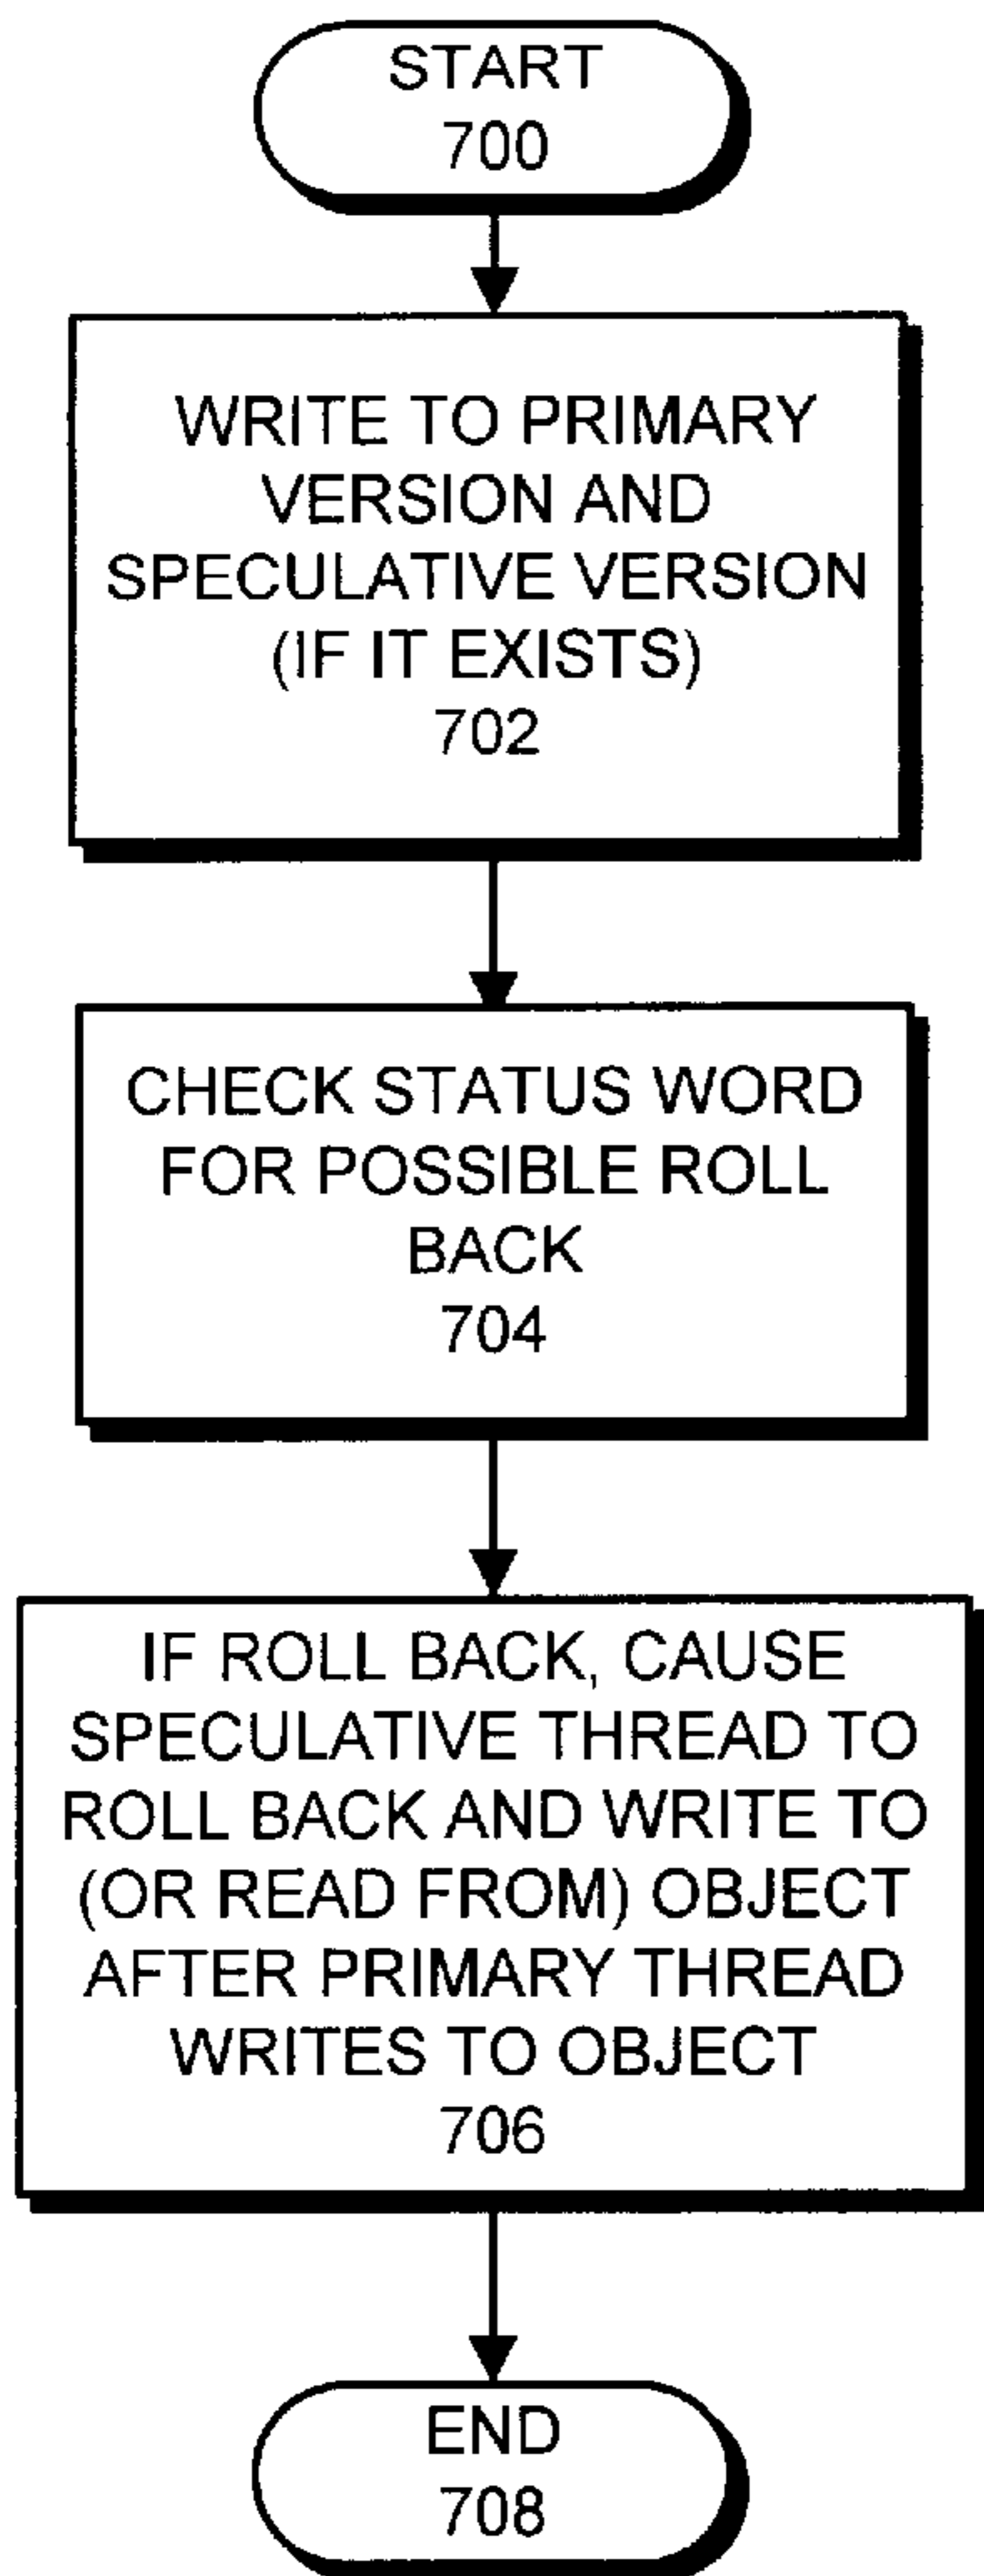 START
700
WRITE TO PRIMARY
VERSION AND
SPECULATIVE VERSION
(IF IT EXISTS)
702
CHECK STATUS WORD
FOR POSSIBLE ROLL
BACK
704
IF ROLL BACK, CAUSE
SPECULATIVE THREAD TO
ROLL BACK AND WRITE TO
(OR READ FROM) OBJECT
AFTER PRIMARY THREAD
WRITES TO OBJECT
706
END
708